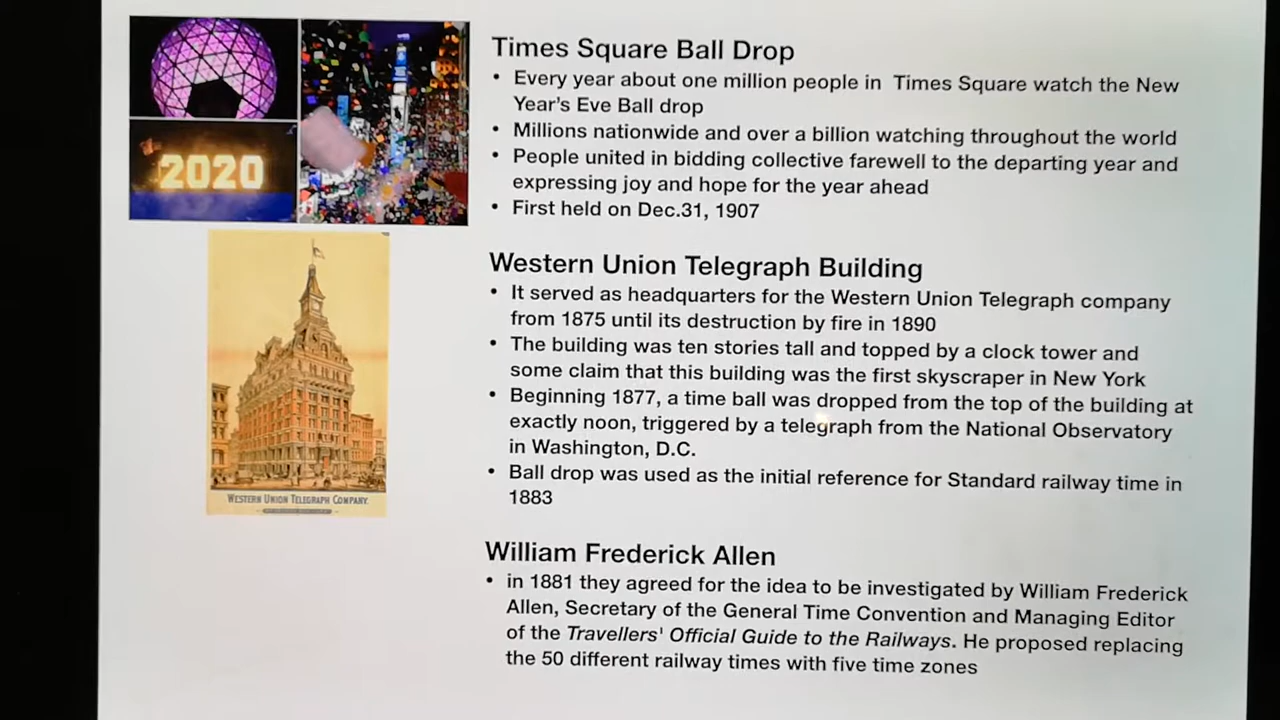 Times Square Ball Drop
• Every year about one million people in Times Square watch the New
Year's Eve Ball drop
• Millions nationwide and over a billion watching throughout the world
• People united in bidding collective farewell to the departing year and
expressing joy and hope for the year ahead
• First held on Dec.31, 1907
2020
Western Union Telegraph Building
• It served as headquarters for the Western Union Telegraph company
from 1875 until its destruction by fire in 1890
• The building was ten stories tall and topped by a clock tower and
some claim that this building was the first skyscraper in New York
• Beginning 1877, a time ball was dropped from the top of the building at
exactly noon, triggered by a telegraph from the National Observatory
in Washington, D.C.
• Ball drop was used as the initial reference for Standard railway time in
1883
WESTERN UNION TELEGRAPH COMPANY.
William Frederick Allen
• in 1881 they agreed for the idea to be investigated by William Frederick
Allen, Secretary of the General Time Convention and Managing Editor
of the Travellers' Official Guide to the Railways. He proposed replacing
the 50 different railway times with five time zones